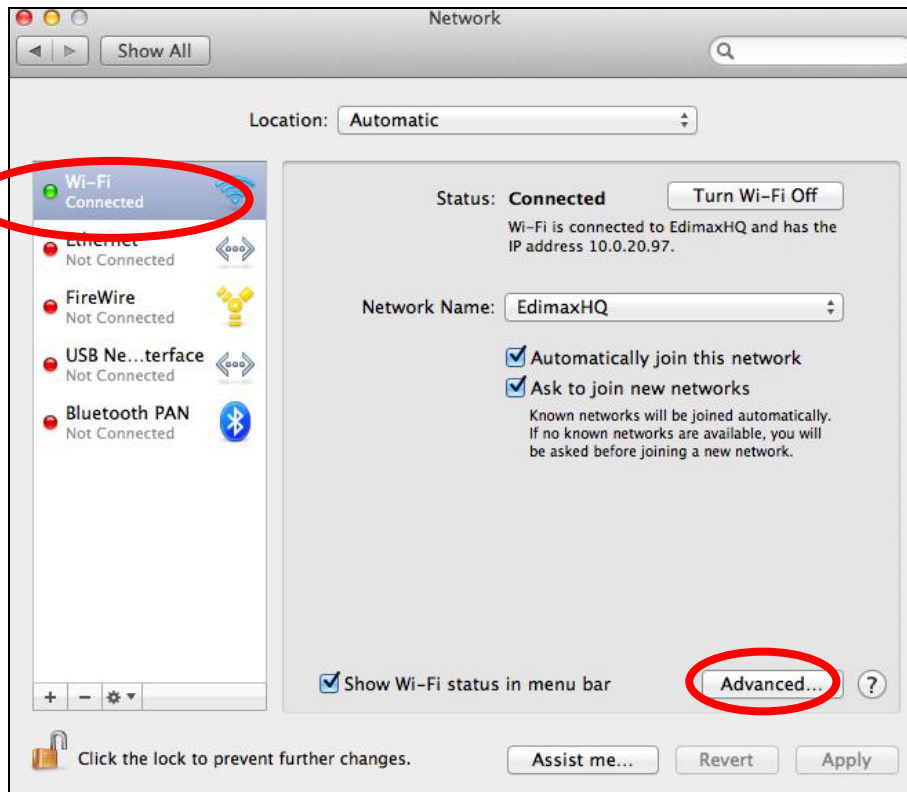 Network
Show All
Location: Automatic
Wi-Fi
Connected
Ethernet
Not Connected
FireWire
Not Connected
USB Ne...terface
Not Connected
Bluetooth PAN
Not Connected
Status: Connected
Turn Wi-Fi Off
Wi-Fi is connected to EdimaxHQ and has the
IP address 10.0.20.97.
Network Name: EdimaxHQ
Automatically join this network
Ask to join new networks
Known networks will be joined automatically.
If no known networks are available, you will
be asked before joining a new network.
Show Wi-Fi status in menu bar
Advanced...
?
Click the lock to prevent further changes.
Assist me...
Revert
Apply